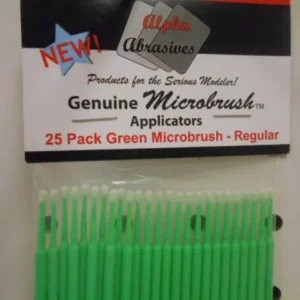 NEW!
Alpha
Abrasives
Products for the Serious Modeler!
Genuine Microbrush™
Applicators
25 Pack Green Microbrush - Regular